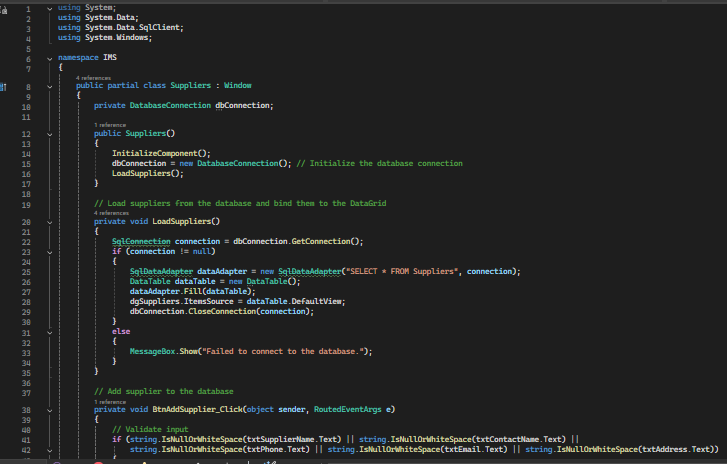 1 using System;
2 using System.Data;
3 using System.Data.SqlClient;
4 using System.Windows;
5
6 namespace IMS
7 {
4 references
8 public partial class Suppliers : Window
9 {
10 private DatabaseConnection dbConnection;
11
1 reference
12 public Suppliers()
13 {
14 InitializeComponent();
15 dbConnection = new DatabaseConnection(); // Initialize the database connection
16 LoadSuppliers();
17 }
18
19 // Load suppliers from the database and bind them to the DataGrid
4 references
20 private void LoadSuppliers()
21 {
22 SqlConnection connection = dbConnection.GetConnection();
23 if (connection != null)
24 {
25 SqlDataAdapter dataAdapter = new SqlDataAdapter("SELECT * FROM Suppliers", connection);
26 DataTable dataTable = new DataTable();
27 dataAdapter.Fill(dataTable);
28 dgSuppliers.ItemsSource = dataTable.DefaultView;
29 dbConnection.CloseConnection(connection);
30 }
31 else
32 {
33 MessageBox.Show("Failed to connect to the database.");
34 }
35 }
36
37 // Add supplier to the database
1 reference
38 private void BtnAddSupplier_Click(object sender, RoutedEventArgs e)
39 {
40 // Validate input
41 if (string.IsNullOrWhiteSpace(txtSupplierName.Text) || string.IsNullOrWhiteSpace(txtContactName.Text) ||
42 string.IsNullOrWhiteSpace(txtPhone.Text) || string.IsNullOrWhiteSpace(txtEmail.Text) || string.IsNullOrWhiteSpace(txtAddress.Text))